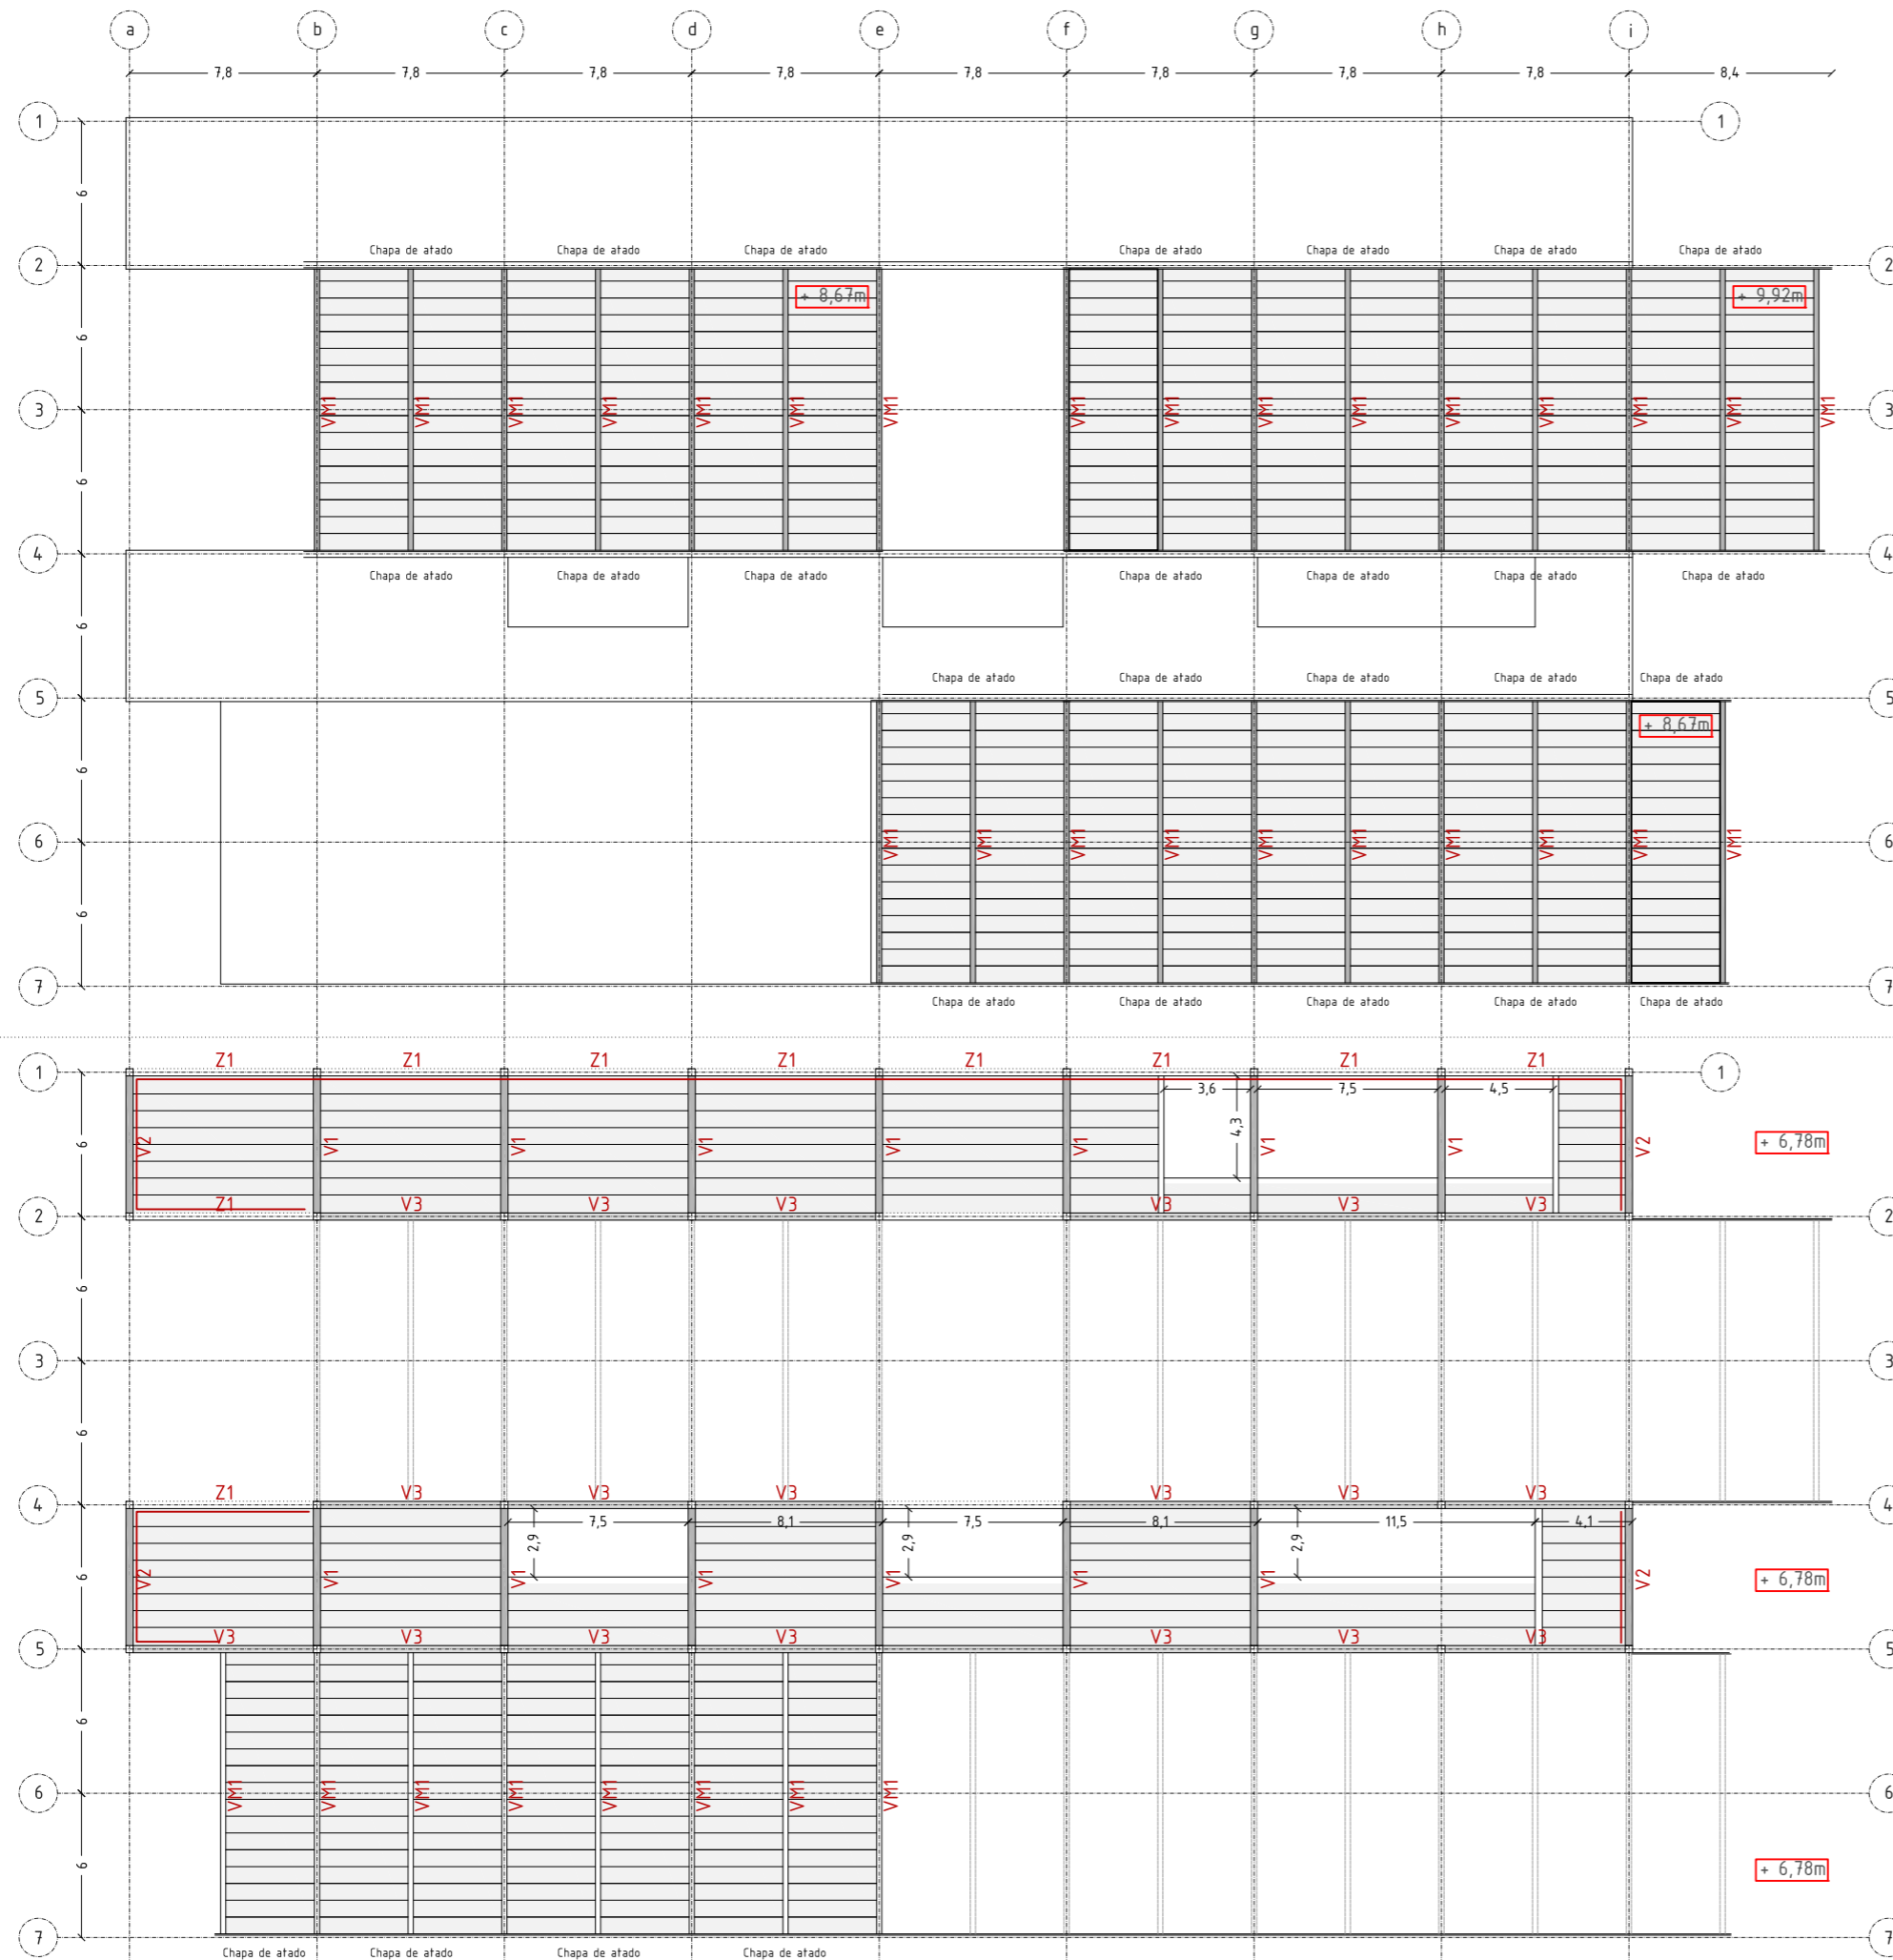 a b c d e f g h i
7,8 7,8 7,8 7,8 7,8 7,8 7,8 7,8 8,4
1 1
6
Chapa de atado Chapa de atado Chapa de atado Chapa de atado Chapa de atado Chapa de atado Chapa de atado
2 2
+ 8,67m + 9,92m
6
3 VM1 VM1 VM1 VM1 VM1 VM1 VM1 VM1 VM1 VM1 VM1 VM1 VM1 VM1 VM1 VM1 3
6
4 4
Chapa de atado Chapa de atado Chapa de atado Chapa de atado Chapa de atado Chapa de atado Chapa de atado
6
Chapa de atado Chapa de atado Chapa de atado Chapa de atado Chapa de atado
5 5
+ 8,67m
6
6 VM1 VM1 VM1 VM1 VM1 VM1 VM1 VM1 VM1 VM1 6
6
7 7
Chapa de atado Chapa de atado Chapa de atado Chapa de atado Chapa de atado
Z1 Z1 Z1 Z1 Z1 Z1 Z1 Z1
1 1
3,6 7,5 4,5
4,3
6 V2 V1 V1 V1 V1 V1 V1 V1 V2 + 6,78m
Z1 V3 V3 V3 V3 V3 V3
2 2
6
3 3
6
Z1 V3 V3 V3 V3 V3 V3
4 4
7,5 8,1 7,5 8,1 11,5 4,1
2,9 2,9 2,9
6 V2 V1 V1 V1 V1 V1 V1 V2 + 6,78m
V3 V3 V3 V3 V3 V3 V3
5 5
6
6 VM1 VM1 VM1 VM1 VM1 VM1 VM1 VM1 6
6 + 6,78m
7 7
Chapa de atado Chapa de atado Chapa de atado Chapa de atado